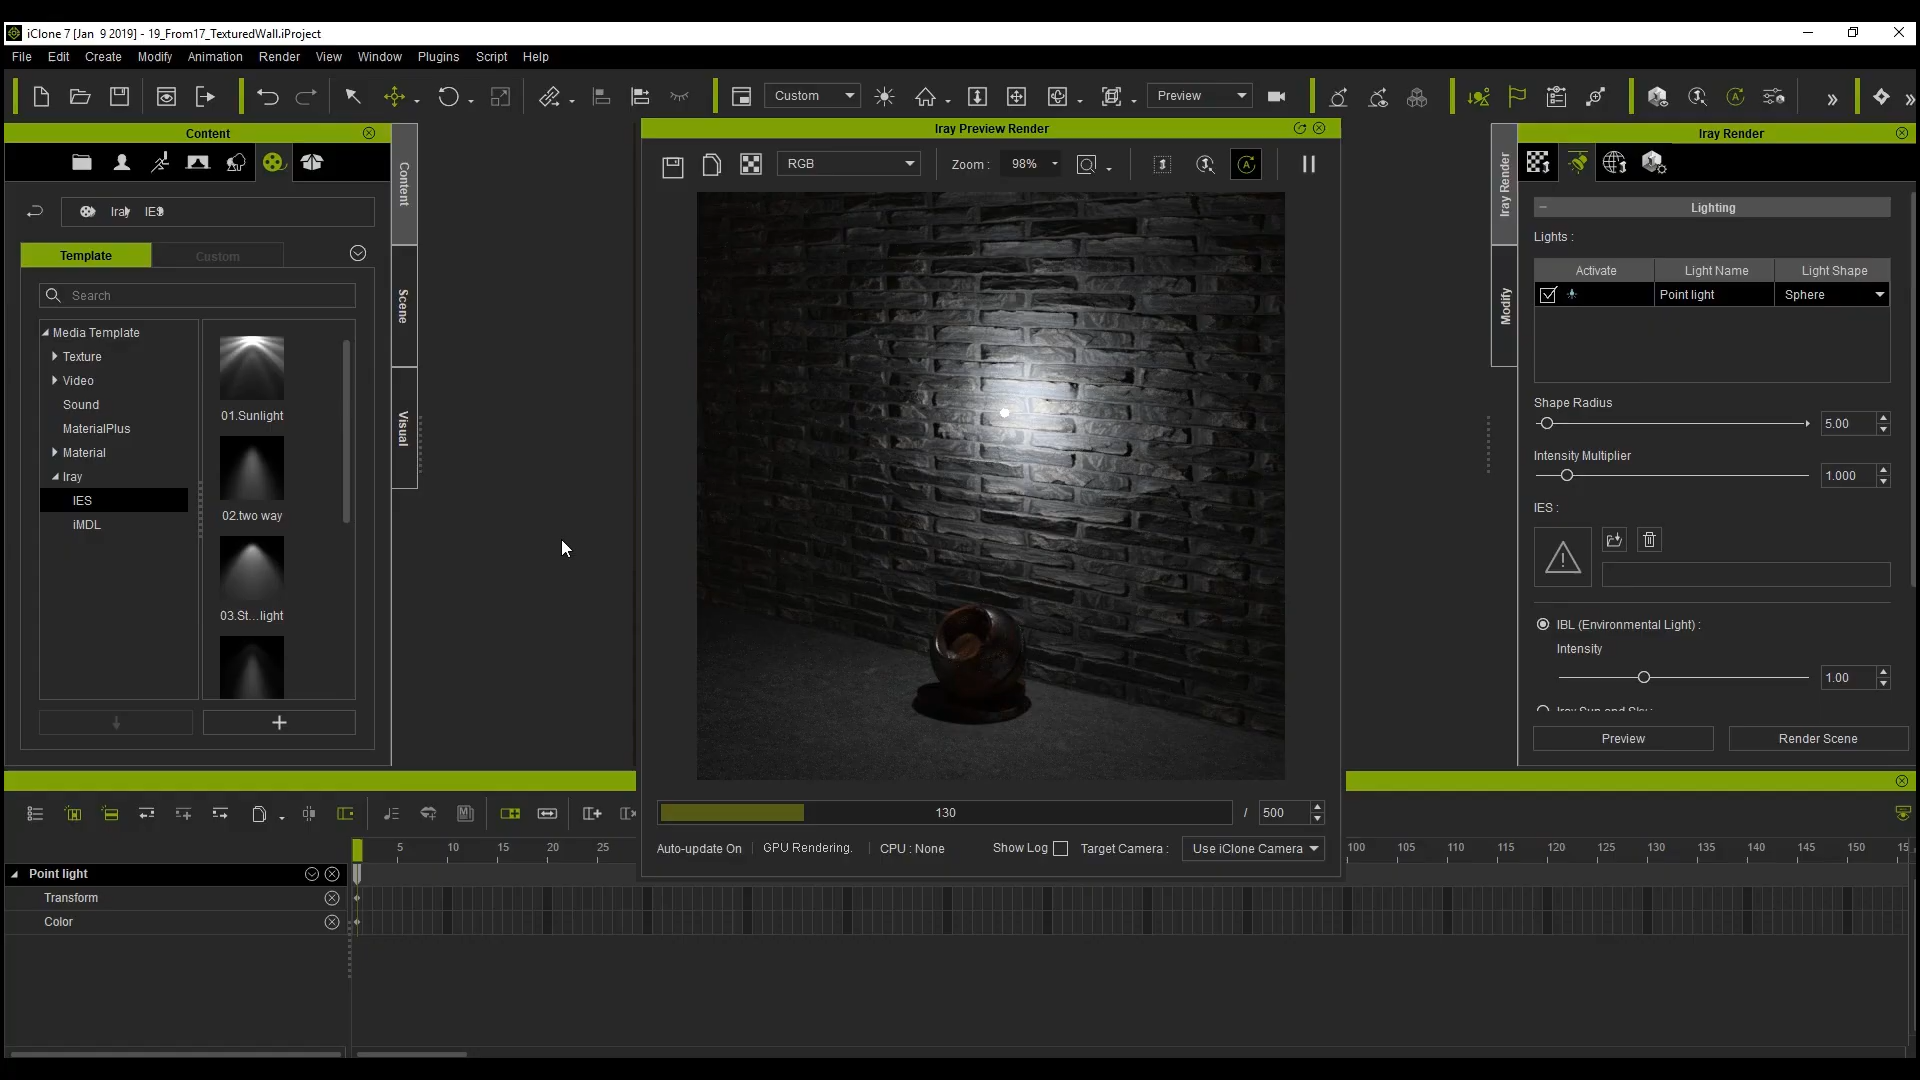 iClone 7 [Jan 9 2019] - 19_From17_TexturedWall.iProject
File Edit Create Modify Animation Render View Window Plugins Script Help
Custom Preview
Content
Iray IES
Template Custom
Search
Media Template
Texture
Video
Sound
MaterialPlus
Material
Iray
IES
iMDL
01.Sunlight
02.two way
03.St...light
Content
Scene
Visual
Iray Preview Render
RGB Zoom : 98%
130 / 500
Auto-update On GPU Rendering. CPU : None Show Log Target Camera : Use iClone Camera
Iray Render
Modify
Iray Render
Lighting
Lights :
Activate Light Name Light Shape
Point light Sphere
Shape Radius
5.00
Intensity Multiplier
1.000
IES :
IBL (Environmental Light) :
Intensity
1.00
Iray Sun and Sky:
Preview Render Scene
5 10 15 20 25 100 105 110 115 120 125 130 135 140 145 150 15
Point light
Transform
Color